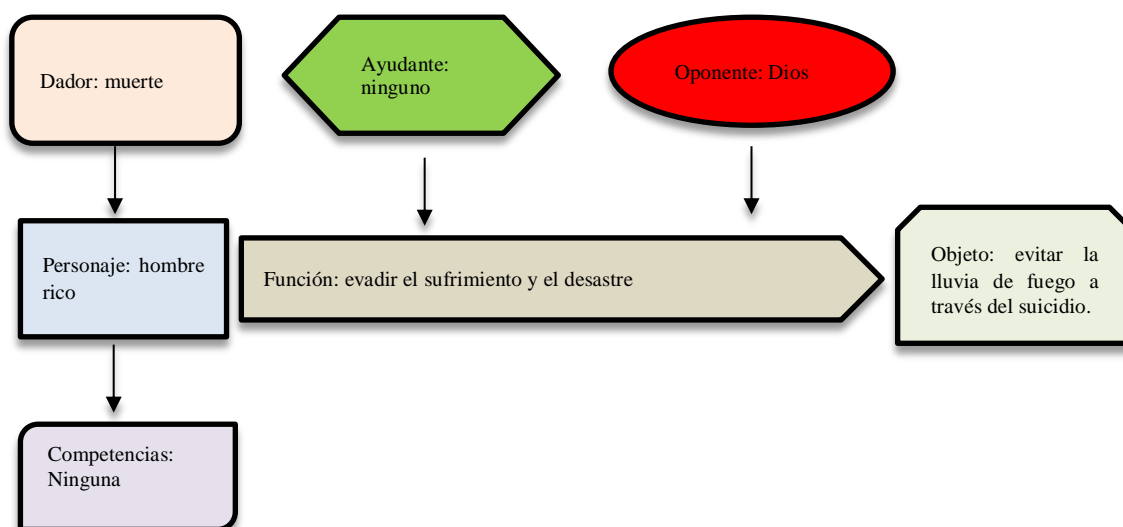 Dador: muerte
Ayudante:
ninguno
Oponente: Dios
Personaje: hombre
rico
Función: evadir el sufrimiento y el desastre
Objeto: evitar la
lluvia de fuego a
través del suicidio.
Competencias:
Ninguna